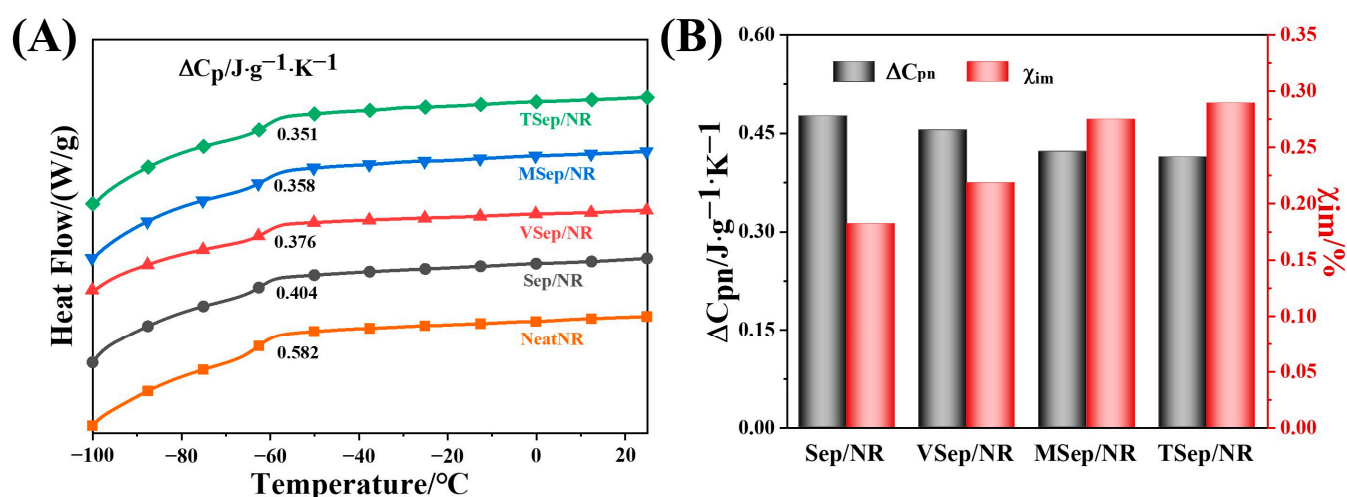 (A)
ΔCp/J·g⁻¹·K⁻¹
TSep/NR
0.351
MSep/NR
0.358
VSep/NR
0.376
Sep/NR
0.404
NeatNR
0.582
Heat Flow/(W/g)
−100 −80 −60 −40 −20 0 20
Temperature/°C
(B)
ΔCpn χim
0.60
0.45
0.30
0.15
0.00
ΔCpn/J·g⁻¹·K⁻¹
0.35
0.30
0.25
0.20
0.15
0.10
0.05
0.00
χim/%
Sep/NR VSep/NR MSep/NR TSep/NR